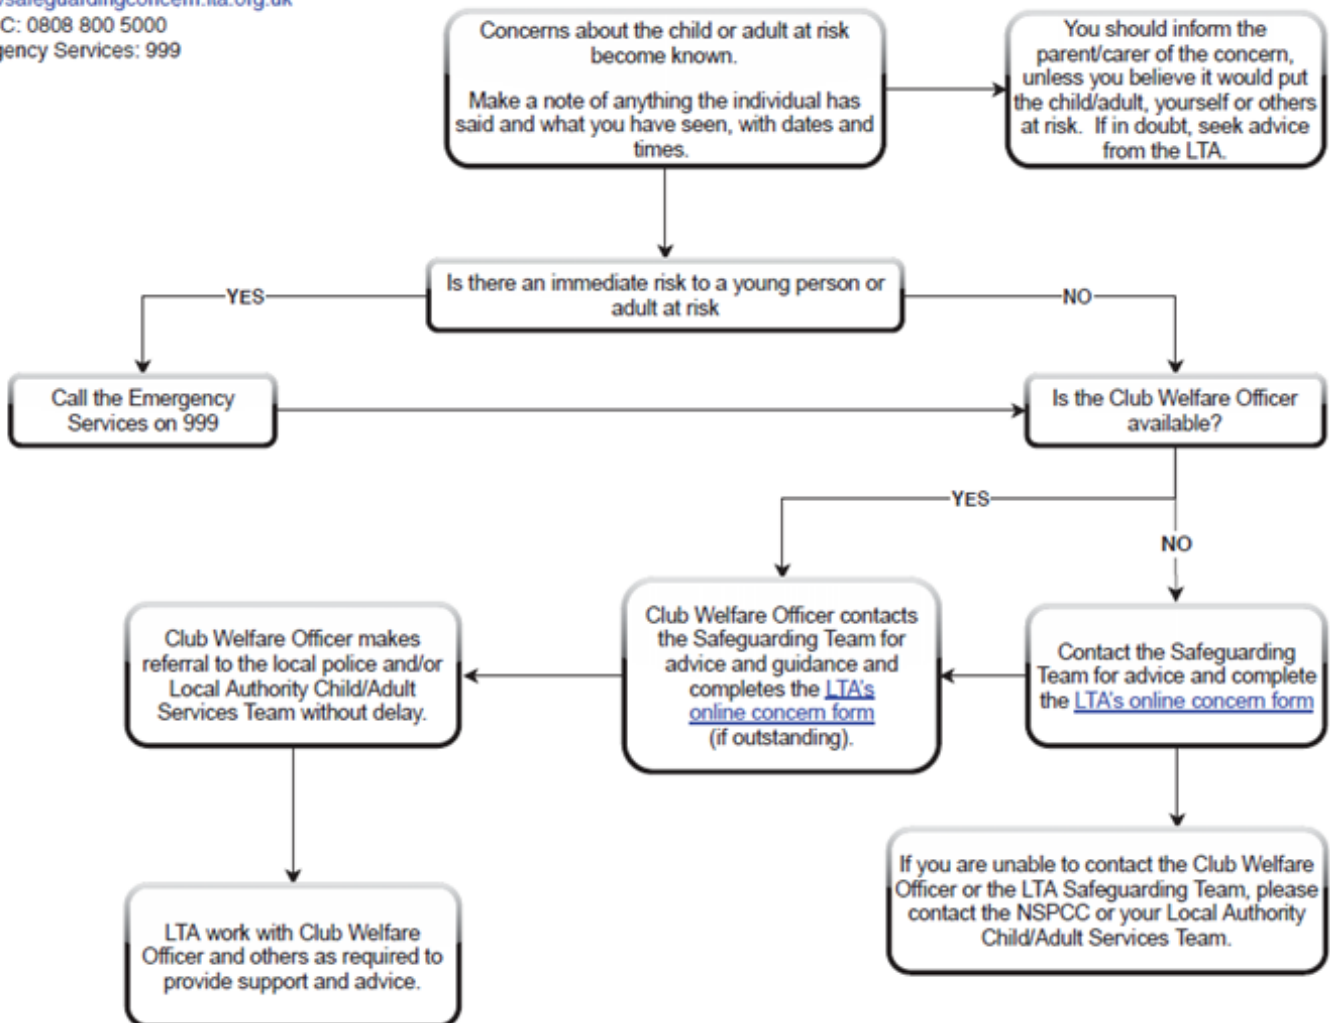 safeguardingconcern.lta.org.uk
C: 0808 800 5000
gency Services: 999
Concerns about the child or adult at risk
become known.
Make a note of anything the individual has
said and what you have seen, with dates and
times.
You should inform the
parent/carer of the concern,
unless you believe it would put
the child/adult, yourself or others
at risk. If in doubt, seek advice
from the LTA.
Is there an immediate risk to a young person or
adult at risk
YES
NO
Call the Emergency
Services on 999
Is the Club Welfare Officer
available?
YES
NO
Club Welfare Officer makes
referral to the local police and/or
Local Authority Child/Adult
Services Team without delay.
Club Welfare Officer contacts
the Safeguarding Team for
advice and guidance and
completes the LTA's
online concern form
(if outstanding).
Contact the Safeguarding
Team for advice and complete
the LTA's online concern form
If you are unable to contact the Club Welfare
Officer or the LTA Safeguarding Team, please
contact the NSPCC or your Local Authority
Child/Adult Services Team.
LTA work with Club Welfare
Officer and others as required to
provide support and advice.